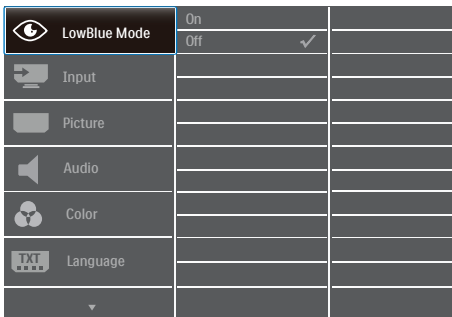 LowBlue Mode
On
Off
Input
Picture
Audio
Color
TXT
Language